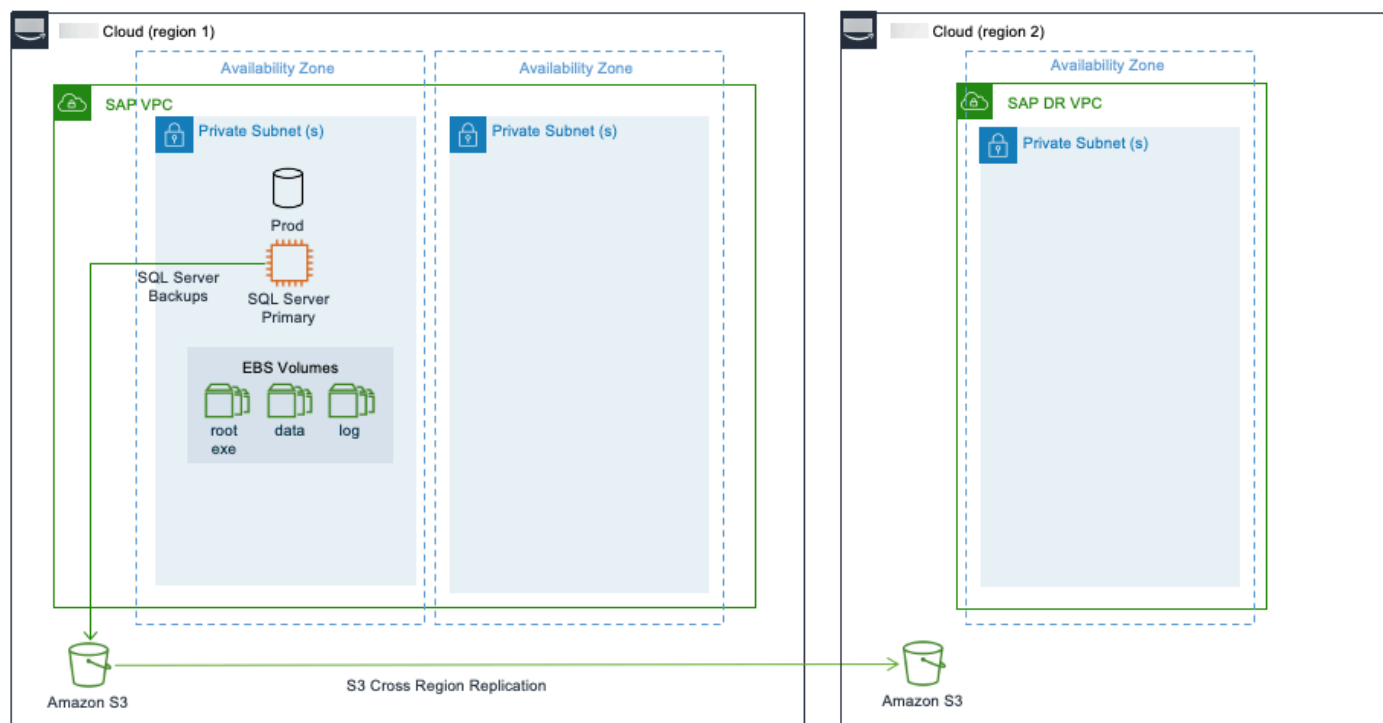 Cloud (region 1)
Cloud (region 2)
Availability Zone
Availability Zone
Availability Zone
SAP VPC
SAP DR VPC
Private Subnet (s)
Private Subnet (s)
Private Subnet (s)
Prod
SQL Server
Backups
SQL Server
Primary
EBS Volumes
root
exe
data
log
Amazon S3
S3 Cross Region Replication
Amazon S3